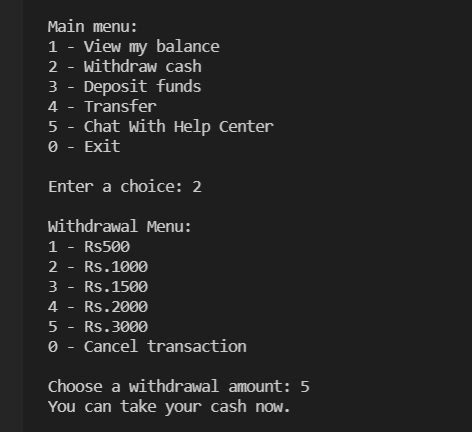 Main menu:
1 - View my balance
2 - Withdraw cash
3 - Deposit funds
4 - Transfer
5 - Chat With Help Center
0 - Exit
Enter a choice: 2
Withdrawal Menu:
1 - Rs500
2 - Rs.1000
3 - Rs.1500
4 - Rs.2000
5 - Rs.3000
0 - Cancel transaction
Choose a withdrawal amount: 5
You can take your cash now.